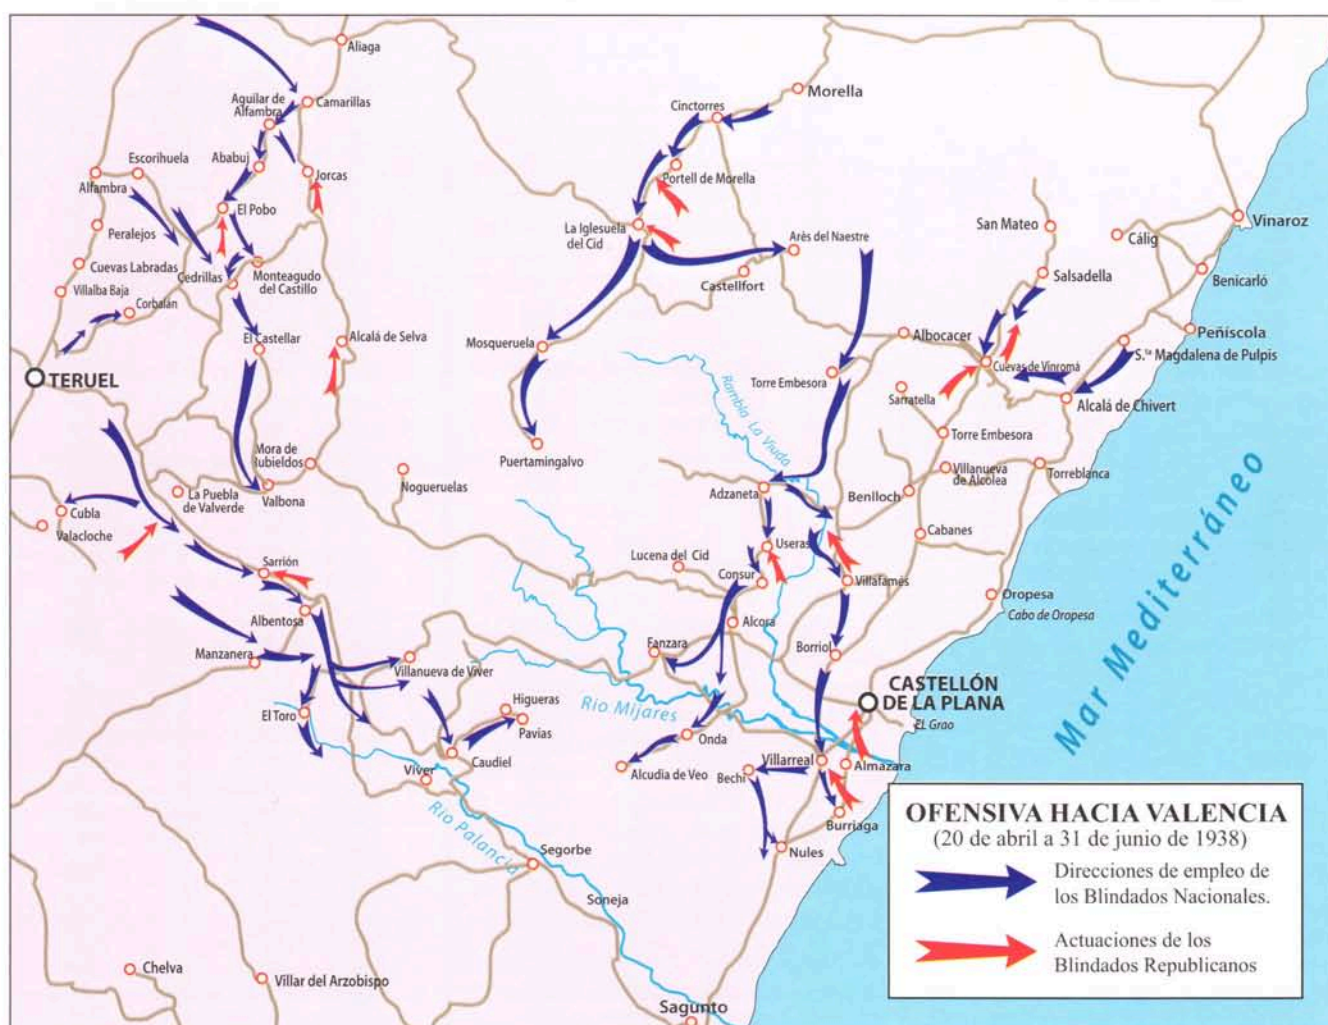 Aliaga
Aguilar de
Alfambra
Camarillas
Morella
Cinctorres
Escorihuela
Ababuj
Alfambra
Jorcas
Portell de Morella
El Pobo
Peralejos
La Iglesuela
del Cid
Arès del Naestre
San Mateo
Cálig
Vinaroz
Cuevas Labradas
Cedrillas
Monteagudo
del Castillo
Castellfort
Salsadella
Benicarló
Villalba Baja
Corbalán
El Castellar
Alcalá de Selva
Mosqueruela
Albocacer
Peñíscola
S.ta Magdalena de Pulpis
Cuevas de Vinromá
TERUEL
Torre Embesora
Sarratella
Alcalá de Chivert
Rambla La Viuda
Mora de
Rubieldos
Puertamingalvo
Torre Embesora
Nogueruelas
Villanueva
de Alcolea
Torreblanca
La Puebla
de Valverde
Valbona
Adzaneta
Benlloch
Cubla
Valacloche
Cabanes
Useras
Lucena del Cid
Sarrión
Consur
Villafamés
Oropesa
Cabo de Oropesa
Albentosa
Alcora
Manzanera
Fanzara
Borriol
Villanueva de Viver
Mar Mediterráneo
CASTELLÓN
DE LA PLANA
EL Grao
El Toro
Higueras
Pavias
Rio Mijares
Onda
Caudiel
Viver
Alcudia de Veo
Bechi
Villarreal
Almazara
Burriaga
Rio Palancia
Segorbe
Nules
Soneja
Chelva
Villar del Arzobispo
Sagunto
OFENSIVA HACIA VALENCIA
(20 de abril a 31 de junio de 1938)
Direcciones de empleo de
los Blindados Nacionales.
Actuaciones de los
Blindados Republicanos